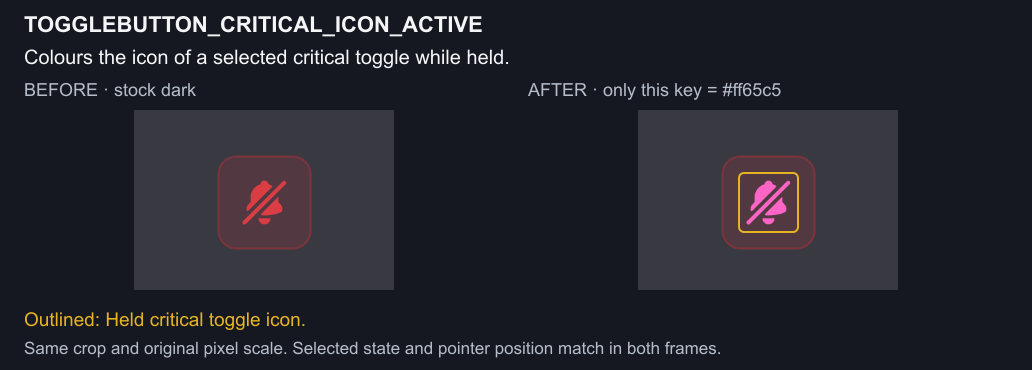 TOGGLEBUTTON_CRITICAL_ICON_ACTIVE
Colours the icon of a selected critical toggle while held.
BEFORE · stock dark
AFTER · only this key = #ff65c5
Outlined: Held critical toggle icon.
Same crop and original pixel scale. Selected state and pointer position match in both frames.